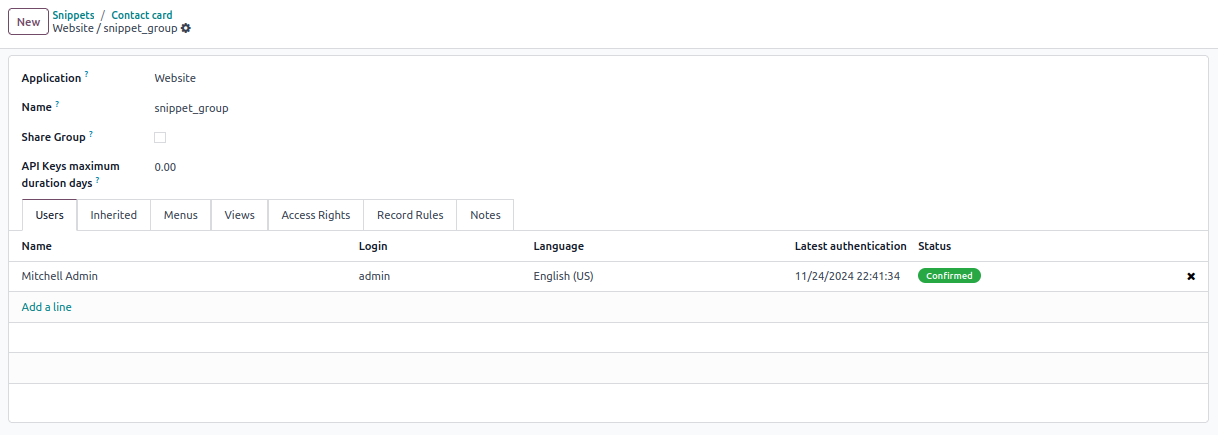 New
Snippets / Contact card
Website / snippet_group
Application ? Website
Name ? snippet_group
Share Group ?
API Keys maximum
duration days ? 0.00
Users Inherited Menus Views Access Rights Record Rules Notes
Name Login Language Latest authentication Status
Mitchell Admin admin English (US) 11/24/2024 22:41:34 Confirmed
Add a line